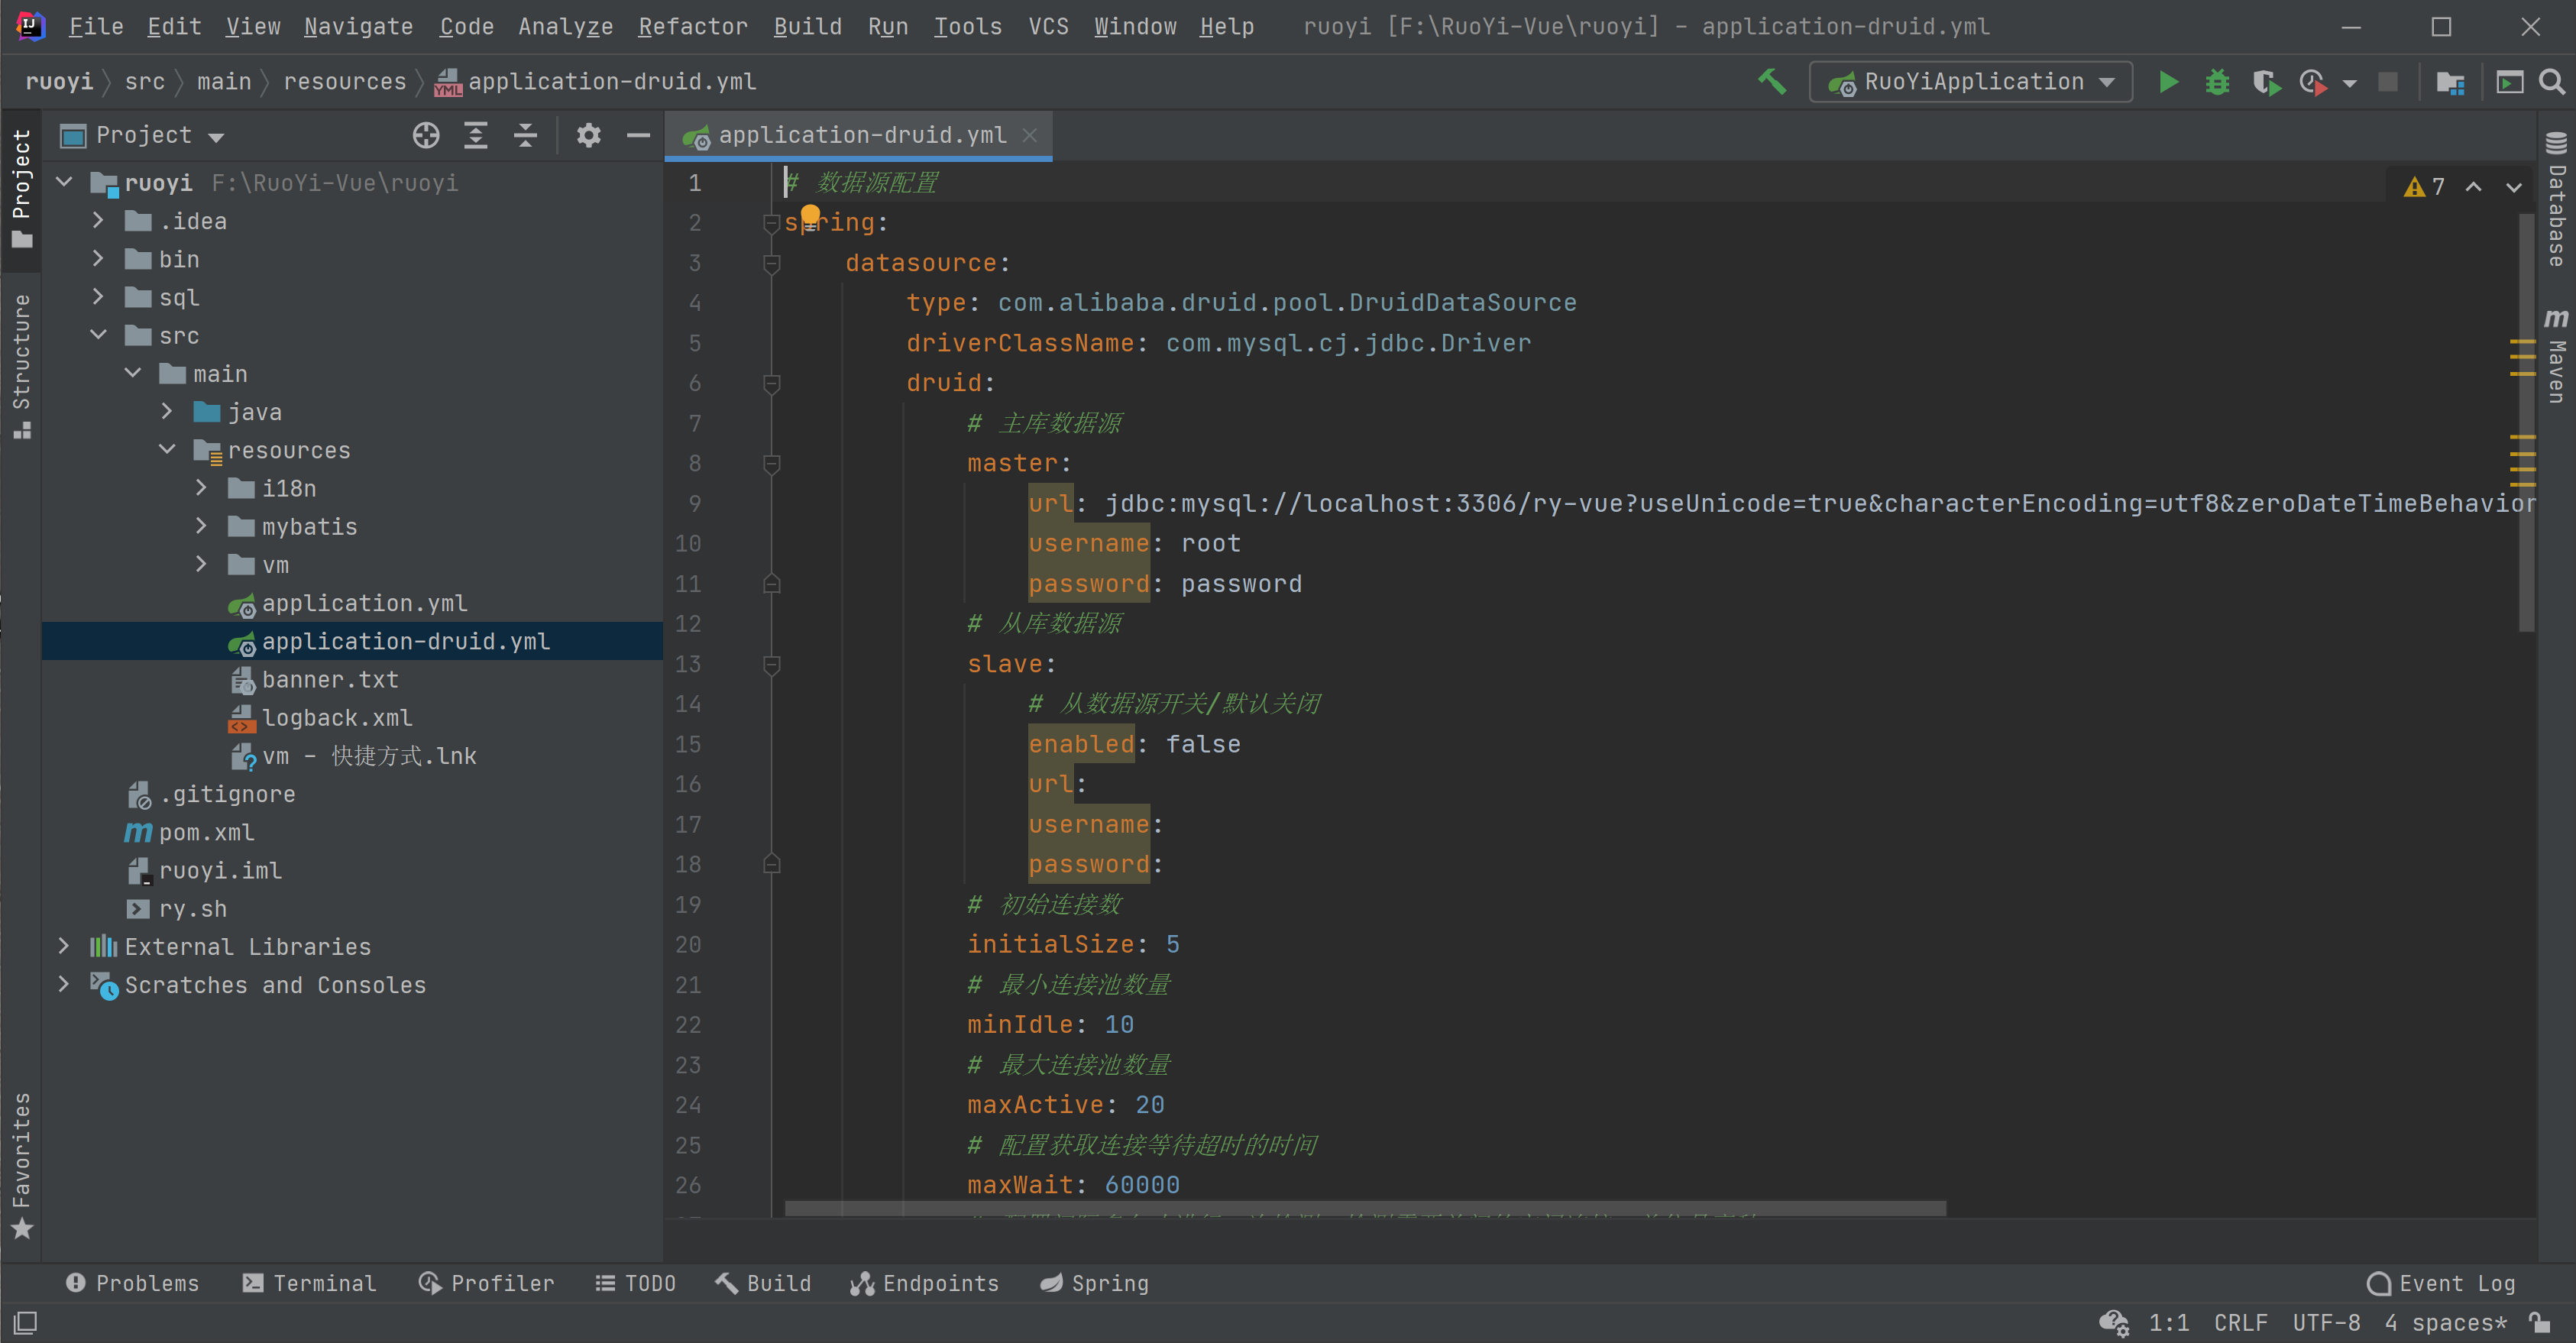 File Edit View Navigate Code Analyze Refactor Build Run Tools VCS Window Help ruoyi [F:\RuoYi-Vue\ruoyi] - application-druid.yml
ruoyi src main resources application-druid.yml RuoYiApplication
Project
application-druid.yml
Project
Structure
Favorites
ruoyi F:\RuoYi-Vue\ruoyi
.idea
bin
sql
src
main
java
resources
i18n
mybatis
vm
application.yml
application-druid.yml
banner.txt
logback.xml
vm - 快捷方式.lnk
.gitignore
pom.xml
ruoyi.iml
ry.sh
External Libraries
Scratches and Consoles
1 # 数据源配置
2 spring:
3 datasource:
4 type: com.alibaba.druid.pool.DruidDataSource
5 driverClassName: com.mysql.cj.jdbc.Driver
6 druid:
7 # 主库数据源
8 master:
9 url: jdbc:mysql://localhost:3306/ry-vue?useUnicode=true&characterEncoding=utf8&zeroDateTimeBehavior
10 username: root
11 password: password
12 # 从库数据源
13 slave:
14 # 从数据源开关/默认关闭
15 enabled: false
16 url:
17 username:
18 password:
19 # 初始连接数
20 initialSize: 5
21 # 最小连接池数量
22 minIdle: 10
23 # 最大连接池数量
24 maxActive: 20
25 # 配置获取连接等待超时的时间
26 maxWait: 60000
7
Database
Maven
Problems Terminal Profiler TODO Build Endpoints Spring Event Log
1:1 CRLF UTF-8 4 spaces*